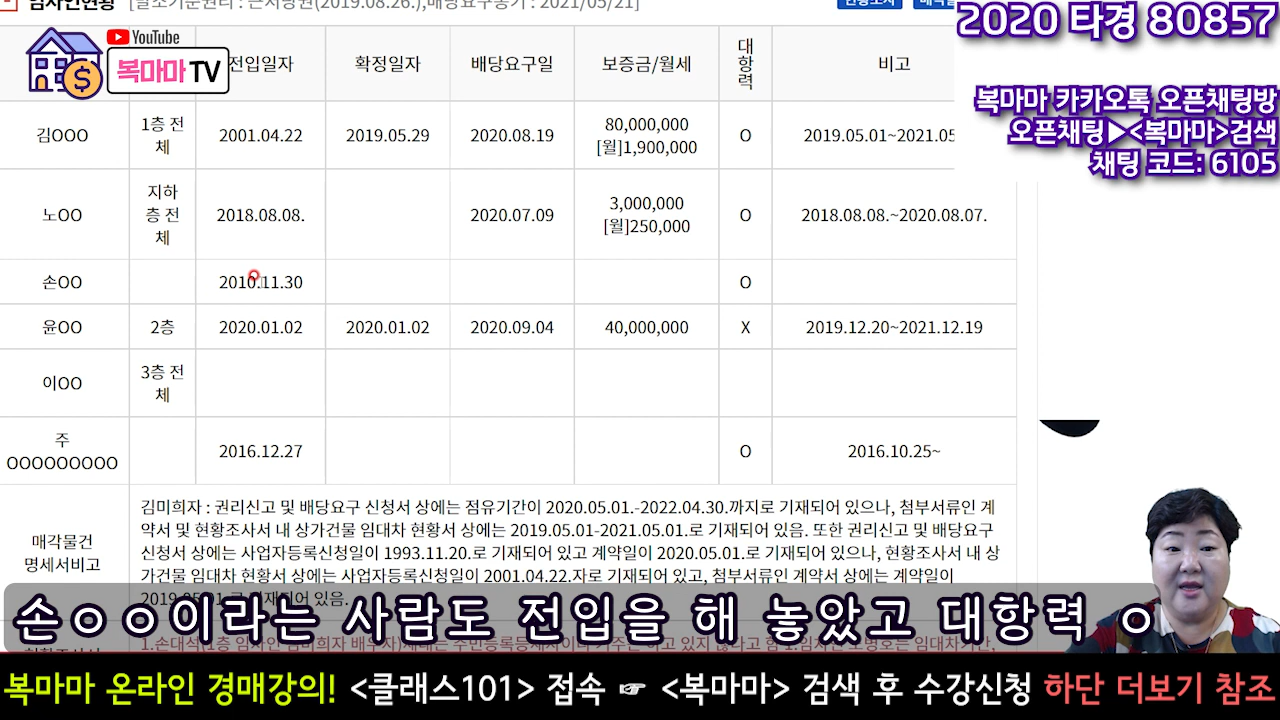 임차인현황 [말소기준권리 : 근저당권(2019.08.26.),배당요구종기 : 2021/05/21]
2020 타경 80857
YouTube
복마마 TV
전입일자 확정일자 배당요구일 보증금/월세 대항력 비고
복마마 카카오톡 오픈채팅방
오픈채팅▶<복마마>검색
채팅 코드: 6105
김OOO 1층 전체 2001.04.22 2019.05.29 2020.08.19 80,000,000 [월]1,900,000 O 2019.05.01~2021.05
노OO 지하층 전체 2018.08.08. 2020.07.09 3,000,000 [월]250,000 O 2018.08.08.~2020.08.07.
손OO 2010.11.30 O
윤OO 2층 2020.01.02 2020.01.02 2020.09.04 40,000,000 X 2019.12.20~2021.12.19
이OO 3층 전체
주OOOOOOOOO 2016.12.27 O 2016.10.25~
매각물건
명세서비고
김미희자 : 권리신고 및 배당요구 신청서 상에는 점유기간이 2020.05.01.-2022.04.30.까지로 기재되어 있으나, 첨부서류인 계
약서 및 현황조사서 내 상가건물 임대차 현황서 상에는 2019.05.01-2021.05.01.로 기재되어 있음. 또한 권리신고 및 배당요구
신청서 상에는 사업자등록신청일이 1993.11.20.로 기재되어 있고 계약일이 2020.05.01.로 기재되어 있으나, 현황조사서 내 상
가건물 임대차 현황서 상에는 사업자등록신청일이 2001.04.22.자로 기재되어 있고, 첨부서류인 계약서 상에는 계약일이
기재되어 있음.
손ㅇㅇ이라는 사람도 전입을 해 놓았고 대항력 ㅇ
복마마 온라인 경매강의! <클래스101> 접속 ☞ <복마마> 검색 후 수강신청 하단 더보기 참조